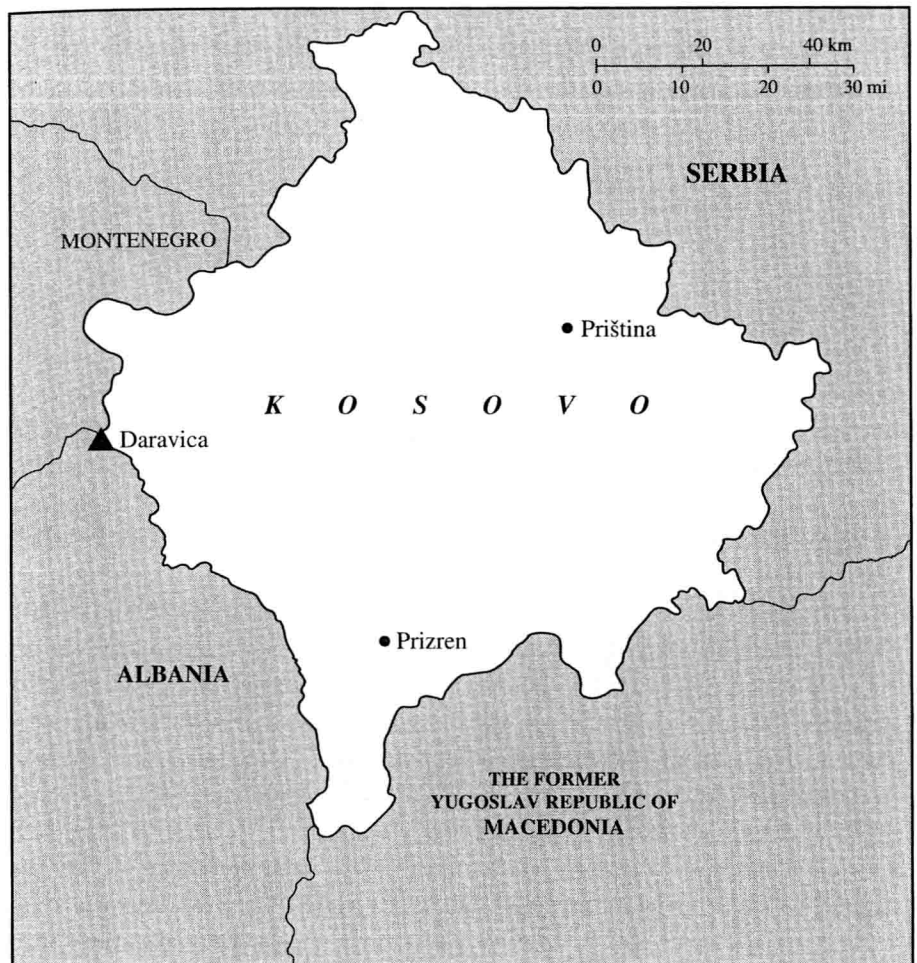 0 20 40 km
0 10 20 30 mi
SERBIA
MONTENEGRO
Priština
K O S O V O
Daravica
Prizren
ALBANIA
THE FORMER
YUGOSLAV REPUBLIC OF
MACEDONIA